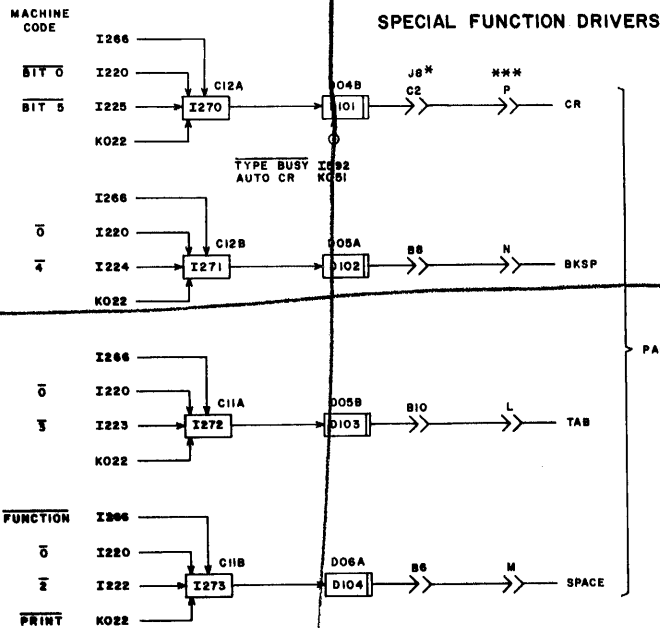 MACHINE CODE
SPECIAL FUNCTION DRIVERS
I266
BIT 0 I220 C12A D04B J8* ***
BIT 5 I225 I270 D101 C2 P CR
K022
TYPE BUSY I592
AUTO CR K051
I266
0 I220 C12B D05A B8 N
4 I224 I271 D102 BKSP
K022
I266
0 I220 C11A D05B B10 L
3 I223 I272 D103 TAB
K022
PA
FUNCTION I266
0 I220 C11B D06A B6 M
2 I222 I273 D104 SPACE
PRINT K022